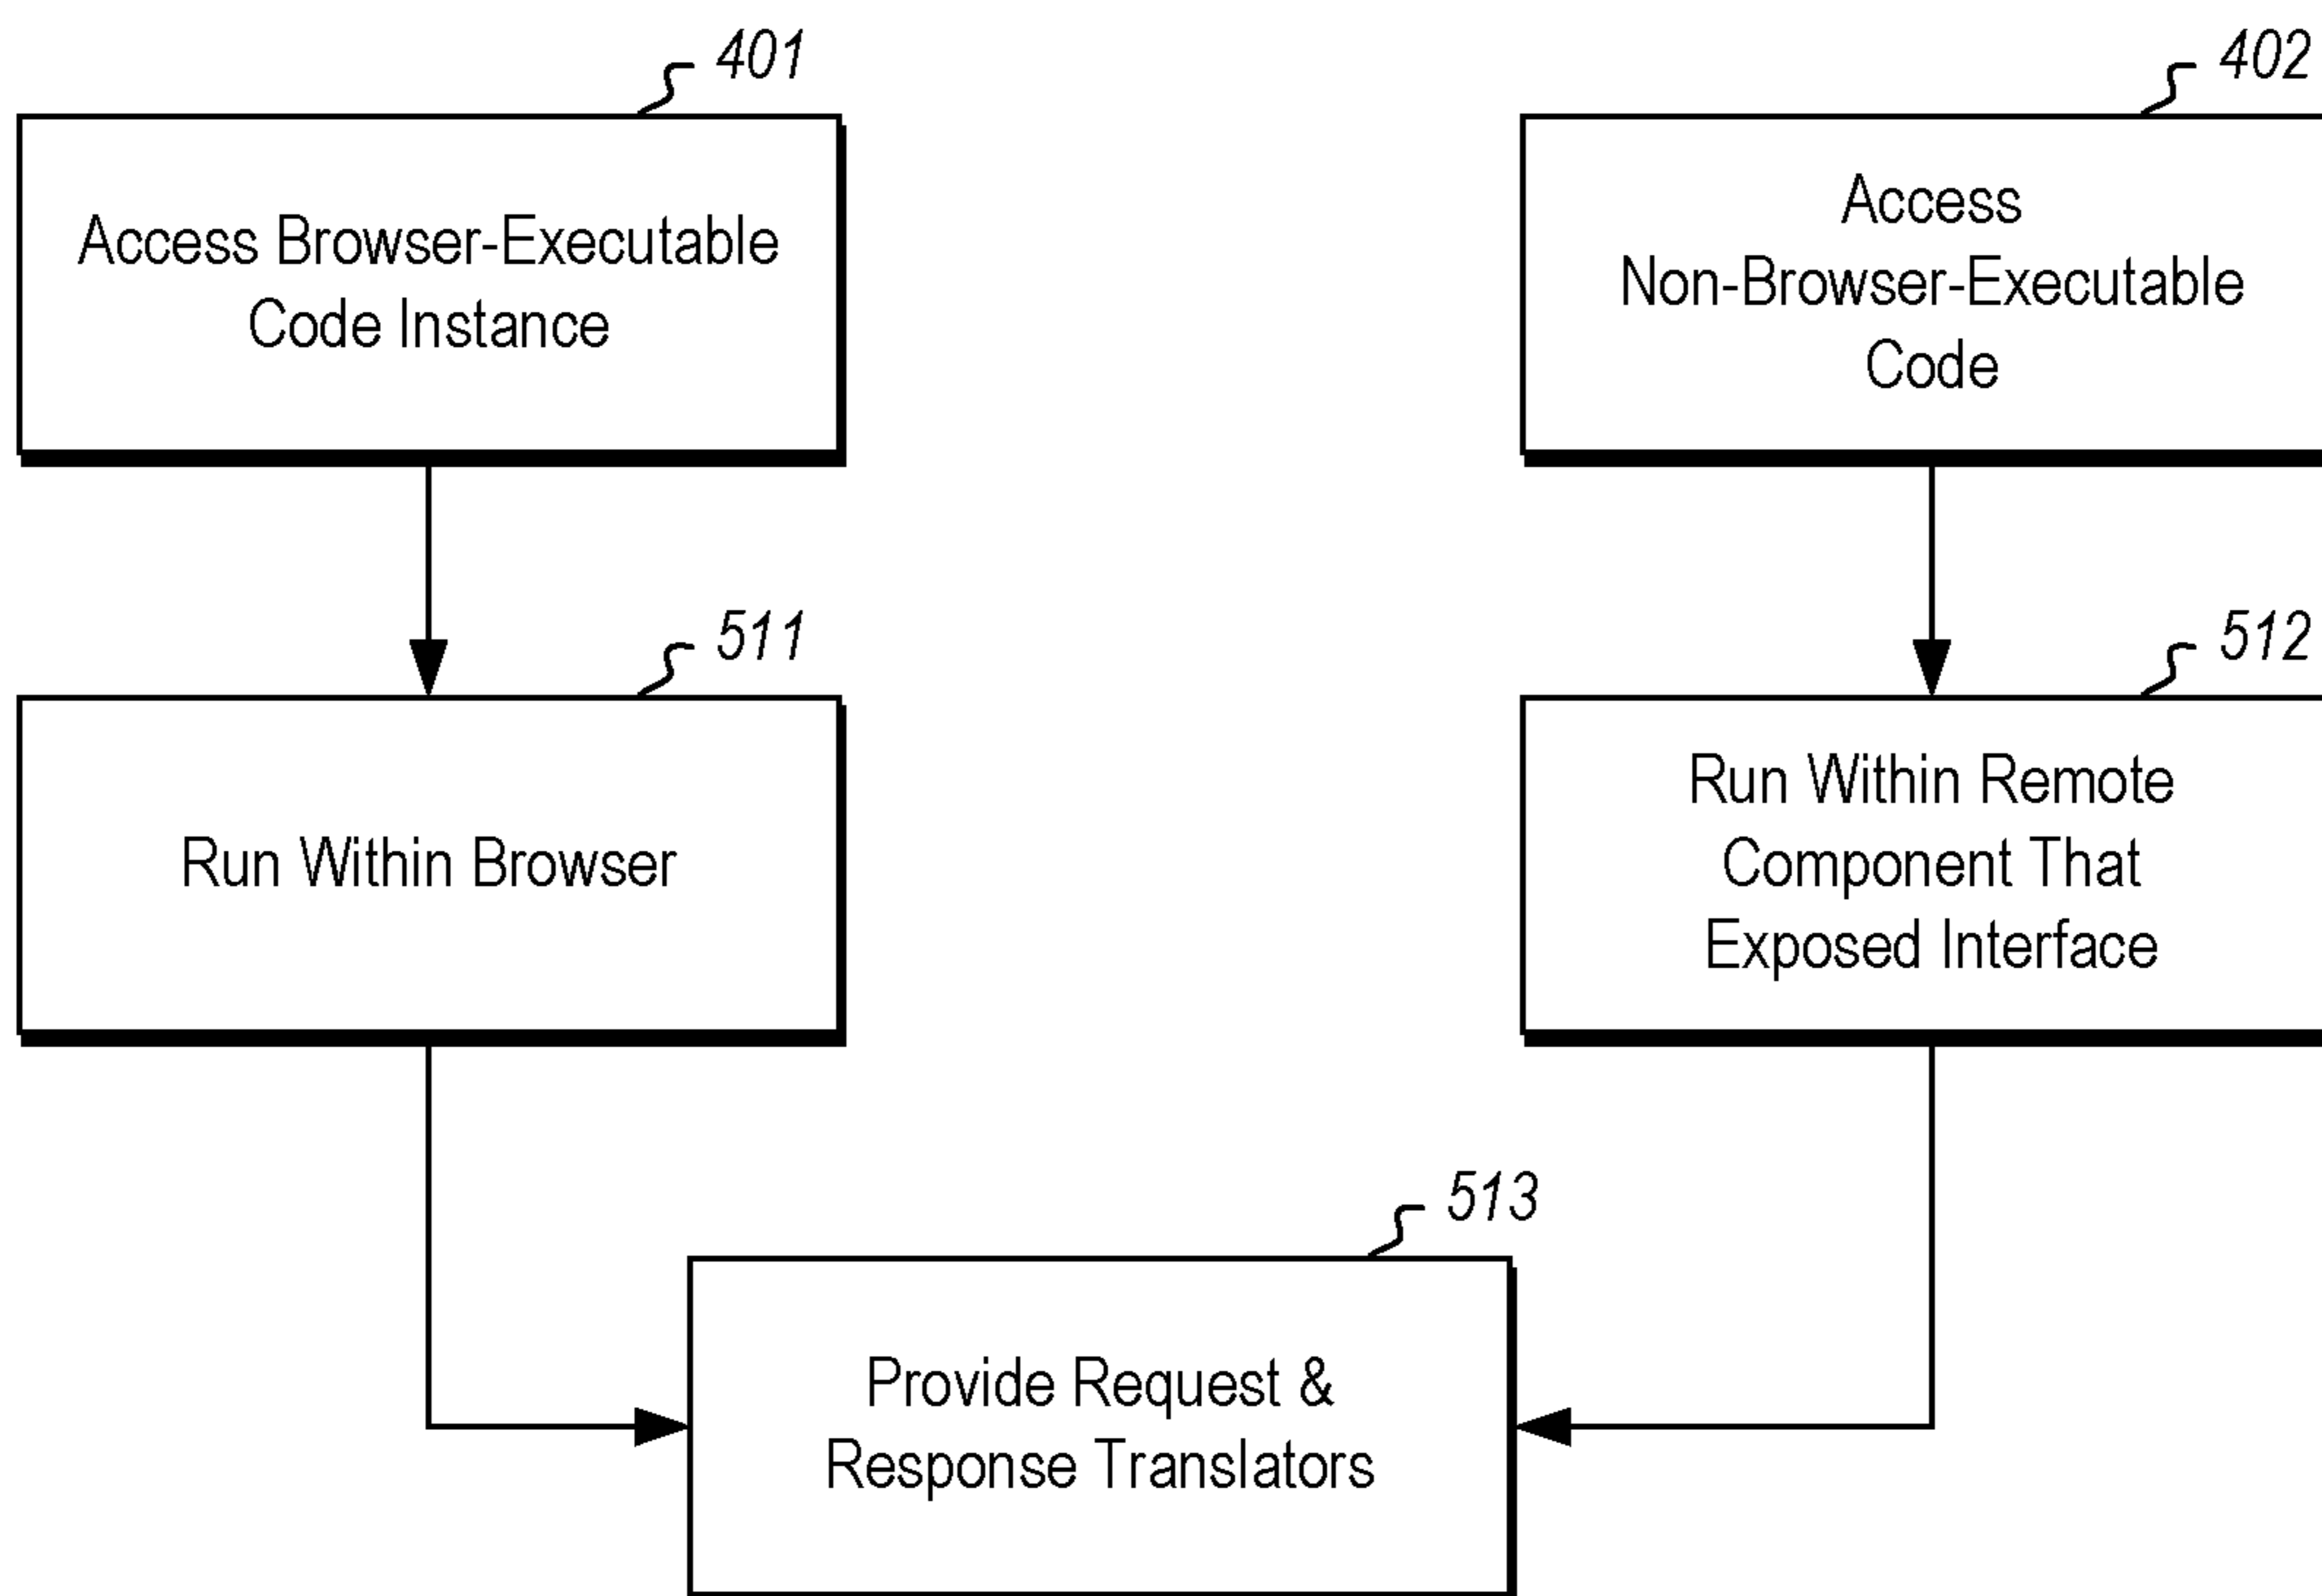 401
Access Browser-Executable
Code Instance
402
Access
Non-Browser-Executable
Code
511
Run Within Browser
512
Run Within Remote
Component That
Exposed Interface
513
Provide Request &
Response Translators